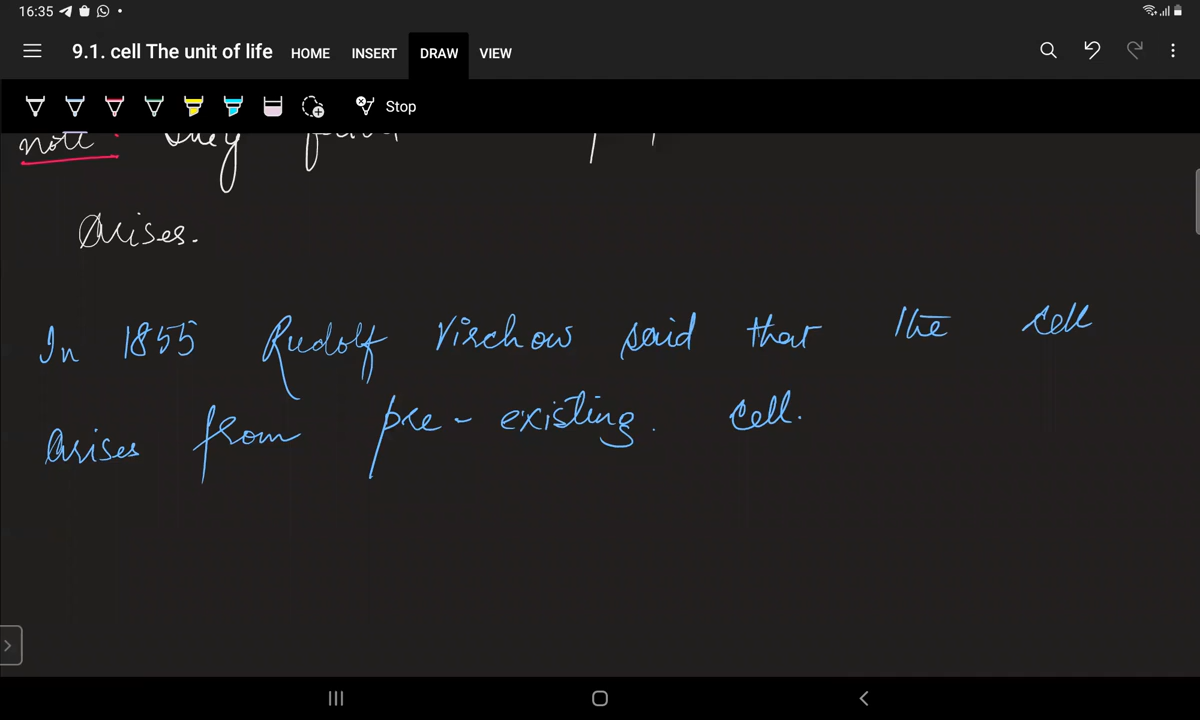 16:35
9.1. cell The unit of life HOME INSERT DRAW VIEW
Stop
note: they
arises.
In 1855 Rudolf Virchow said that the cell
arises from pre-existing. cell.